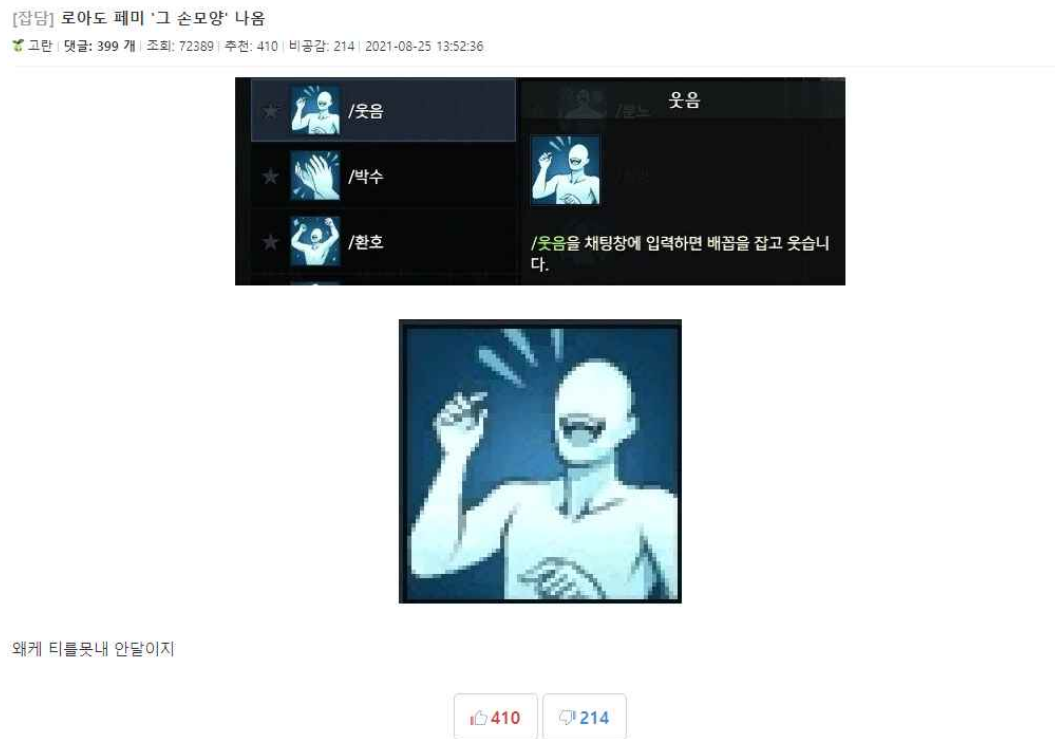 [잡담] 로아도 페미 '그 손모양' 나옴
고란 | 댓글: 399 개 | 조회: 72389 | 추천: 410 | 비공감: 214 | 2021-08-25 13:52:36
/웃음
/박수
/환호
/분노
웃음
/웃음을 채팅창에 입력하면 배꼽을 잡고 웃습니
다.
왜케 티를못내 안달이지
410
214